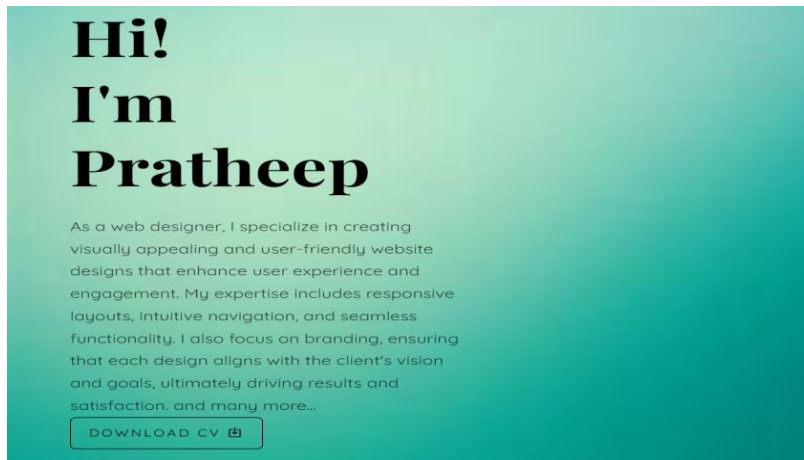 Hi!
I'm
Pratheep
As a web designer, I specialize in creating
visually appealing and user-friendly website
designs that enhance user experience and
engagement. My expertise includes responsive
layouts, intuitive navigation, and seamless
functionality. I also focus on branding, ensuring
that each design aligns with the client's vision
and goals, ultimately driving results and
satisfaction. and many more...
DOWNLOAD CV